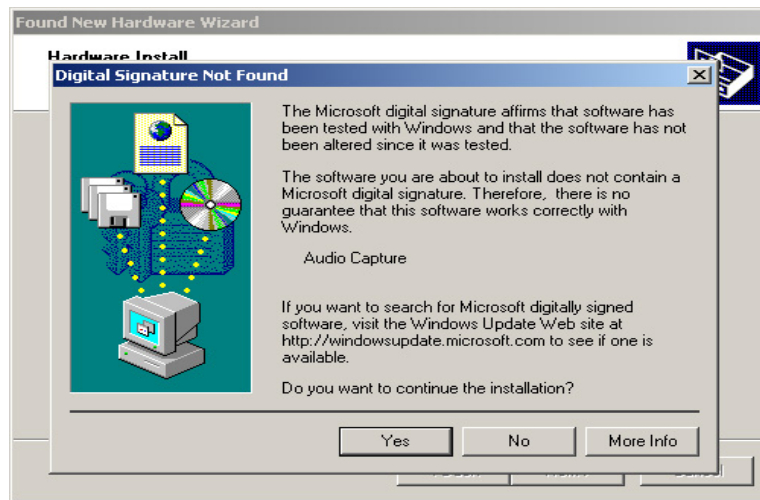 Found New Hardware Wizard
Hardware Install
Digital Signature Not Found
The Microsoft digital signature affirms that software has
been tested with Windows and that the software has not
been altered since it was tested.
The software you are about to install does not contain a
Microsoft digital signature. Therefore, there is no
guarantee that this software works correctly with
Windows.
Audio Capture
If you want to search for Microsoft digitally signed
software, visit the Windows Update Web site at
http://windowsupdate.microsoft.com to see if one is
available.
Do you want to continue the installation?
Yes No More Info